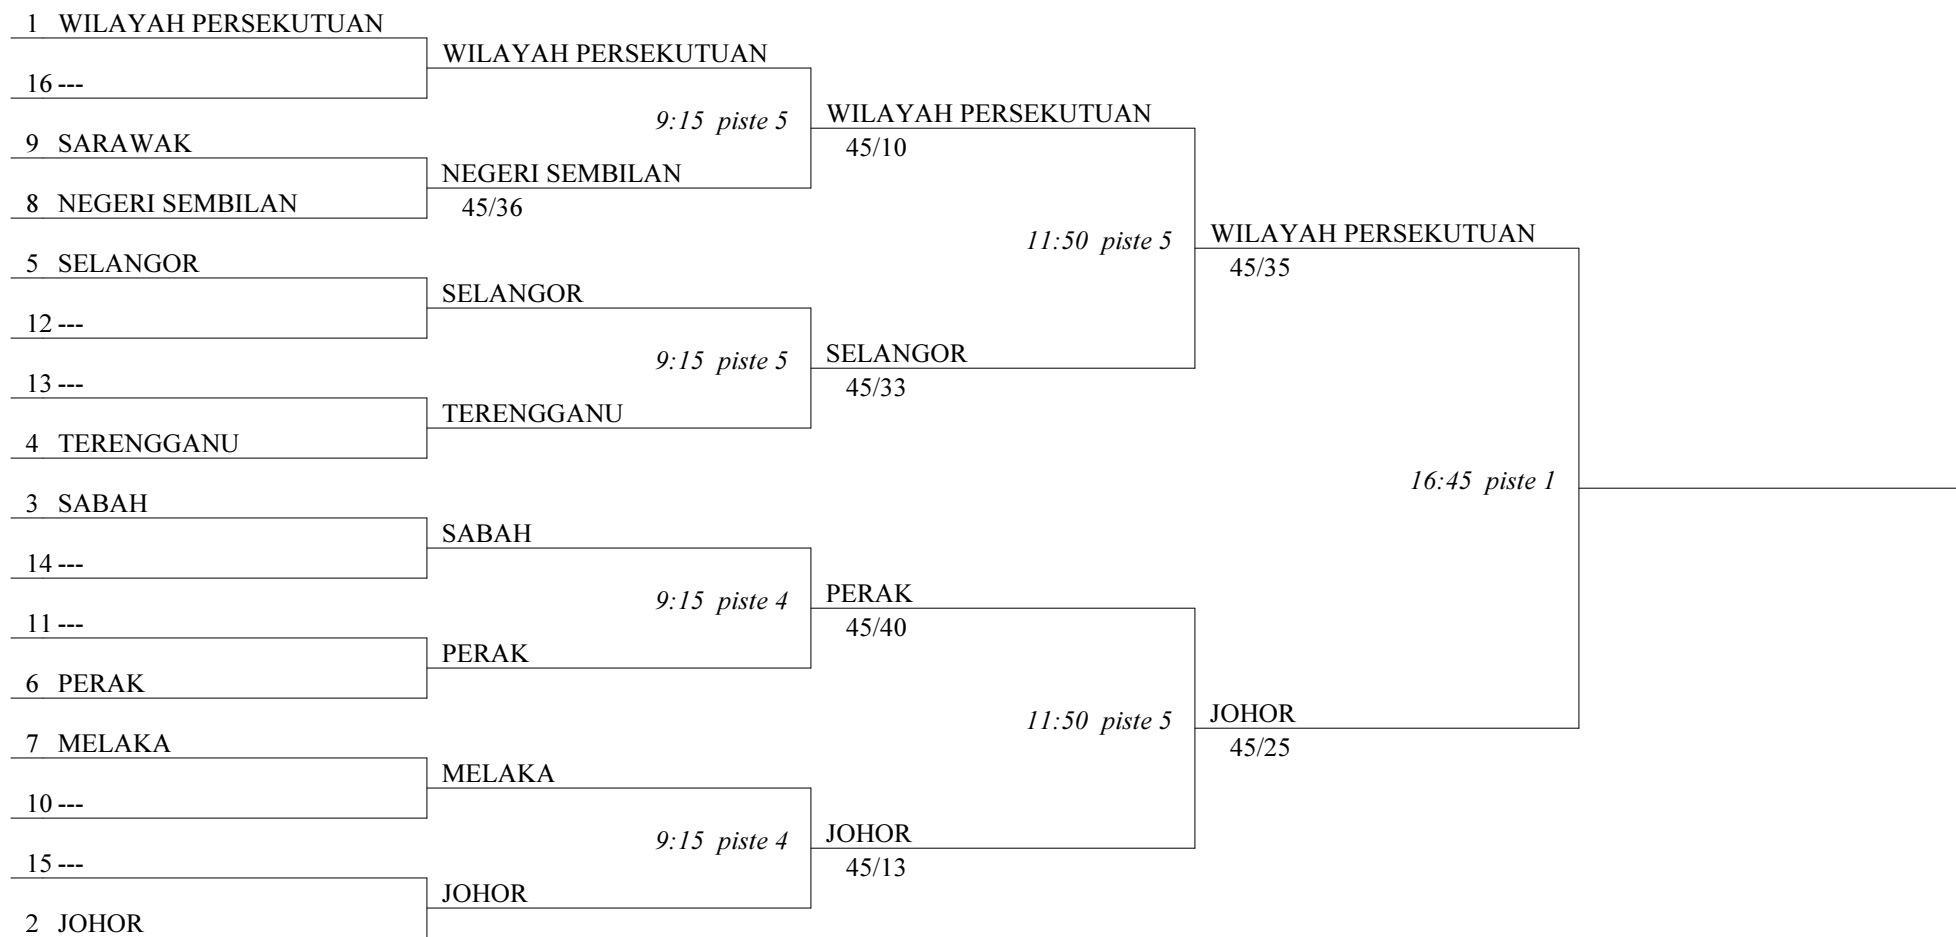 1 WILAYAH PERSEKUTUAN
WILAYAH PERSEKUTUAN
16 ---
9:15 piste 5
WILAYAH PERSEKUTUAN
45/10
9 SARAWAK
NEGERI SEMBILAN
45/36
8 NEGERI SEMBILAN
11:50 piste 5
WILAYAH PERSEKUTUAN
45/35
5 SELANGOR
SELANGOR
12 ---
9:15 piste 5
SELANGOR
45/33
13 ---
TERENGGANU
4 TERENGGANU
16:45 piste 1
3 SABAH
SABAH
14 ---
9:15 piste 4
PERAK
45/40
11 ---
PERAK
6 PERAK
11:50 piste 5
JOHOR
45/25
7 MELAKA
MELAKA
10 ---
9:15 piste 4
JOHOR
45/13
15 ---
JOHOR
2 JOHOR